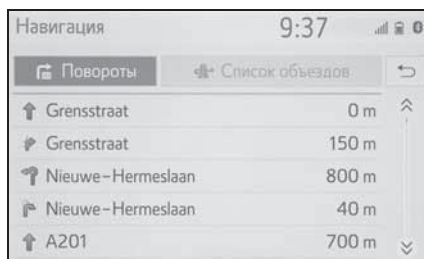 Навигация 9:37
Повороты Список объездов
Grensstraat 0 m
Grensstraat 150 m
Nieuwe-Hermeslaan 800 m
Nieuwe-Hermeslaan 40 m
A201 700 m